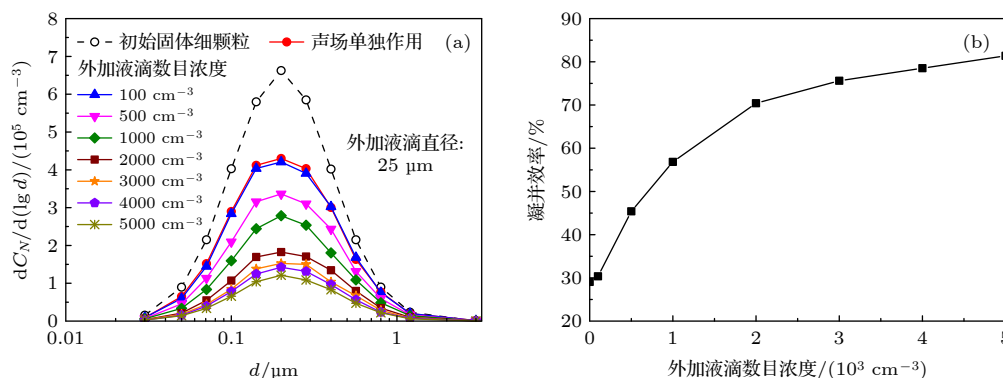 8
7
6
5
4
3
2
1
0
dC_N/d(lg d)/(10⁵ cm⁻³)
初始固体细颗粒
声场单独作用
(a)
外加液滴数目浓度
100 cm⁻³
500 cm⁻³
1000 cm⁻³
2000 cm⁻³
3000 cm⁻³
4000 cm⁻³
5000 cm⁻³
外加液滴直径:
25 μm
0.01
0.1
1
d/μm
90
80
70
60
50
40
30
20
凝并效率/%
(b)
0
1
2
3
4
5
外加液滴数目浓度/(10³ cm⁻³)